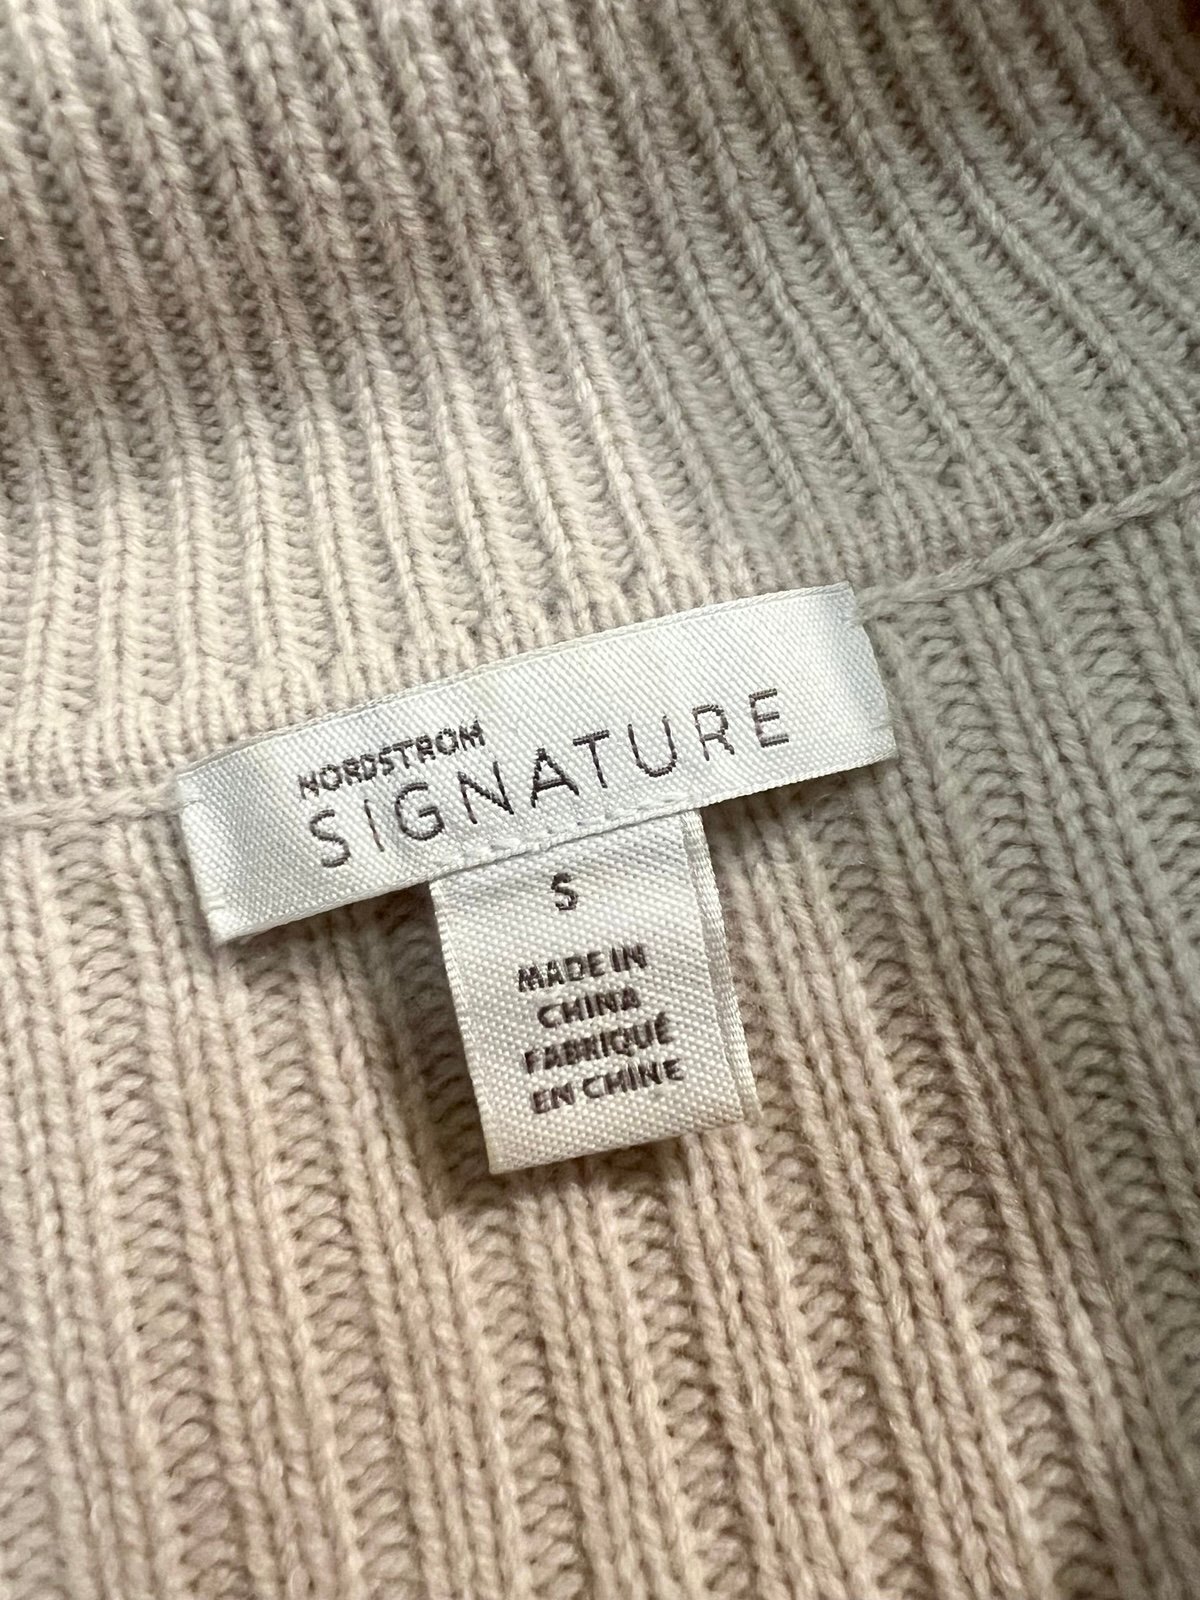 NORDSTROM
SIGNATURE
S
MADE IN
CHINA
FABRIQUÉ
EN CHINE